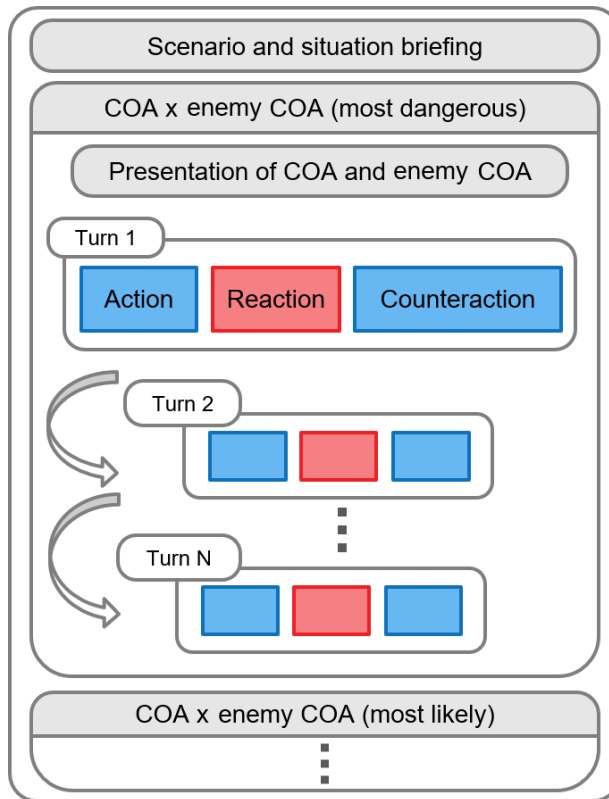 Scenario and situation briefing
COA x enemy COA (most dangerous)
Presentation of COA and enemy COA
Turn 1
Action
Reaction
Counteraction
Turn 2
Turn N
COA x enemy COA (most likely)